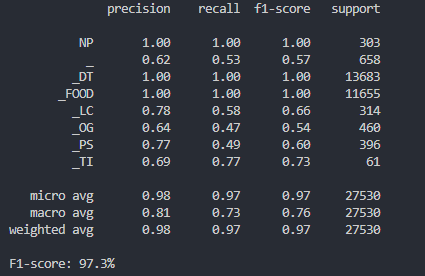 precision recall f1-score support
NP 1.00 1.00 1.00 303
_ 0.62 0.53 0.57 658
_DT 1.00 1.00 1.00 13683
_FOOD 1.00 1.00 1.00 11655
_LC 0.78 0.58 0.66 314
_OG 0.64 0.47 0.54 460
_PS 0.77 0.49 0.60 396
_TI 0.69 0.77 0.73 61
micro avg 0.98 0.97 0.97 27530
macro avg 0.81 0.73 0.76 27530
weighted avg 0.98 0.97 0.97 27530
F1-score: 97.3%